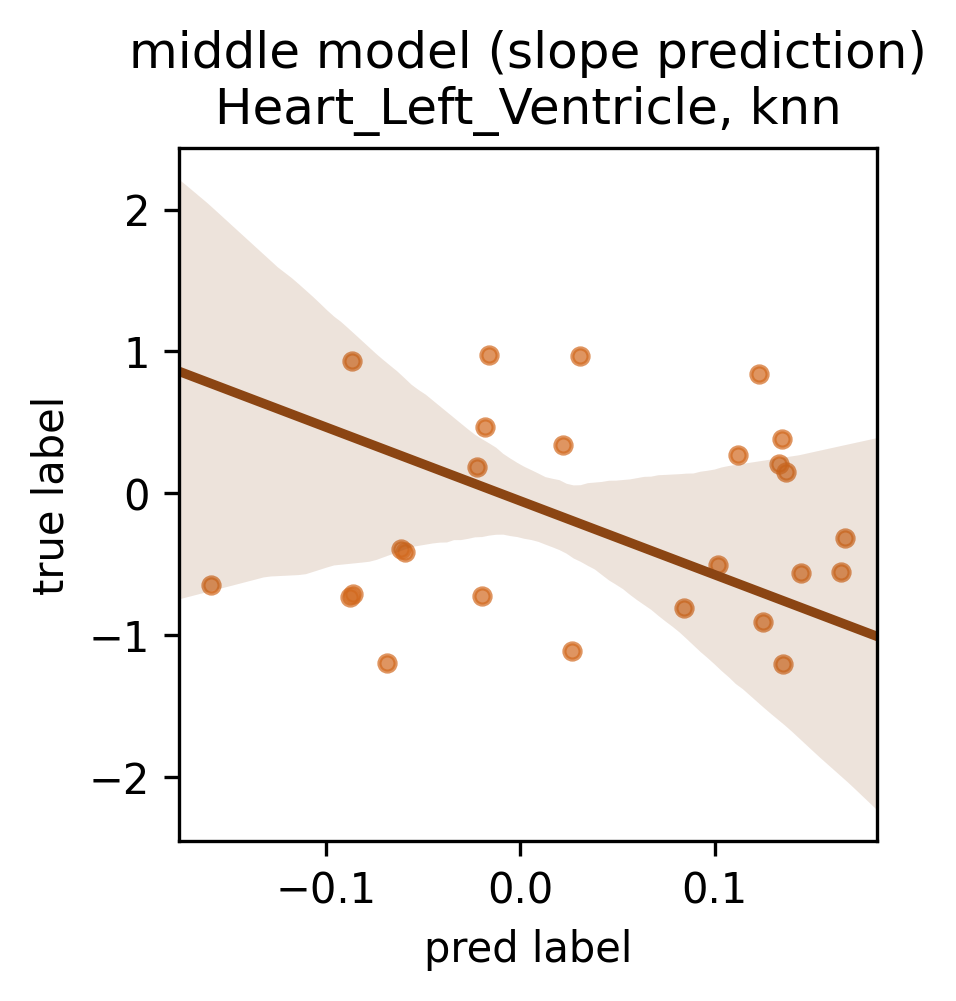 middle model (slope prediction)
Heart_Left_Ventricle, knn
2
1
0
−1
−2
true label
−0.1
0.0
0.1
pred label